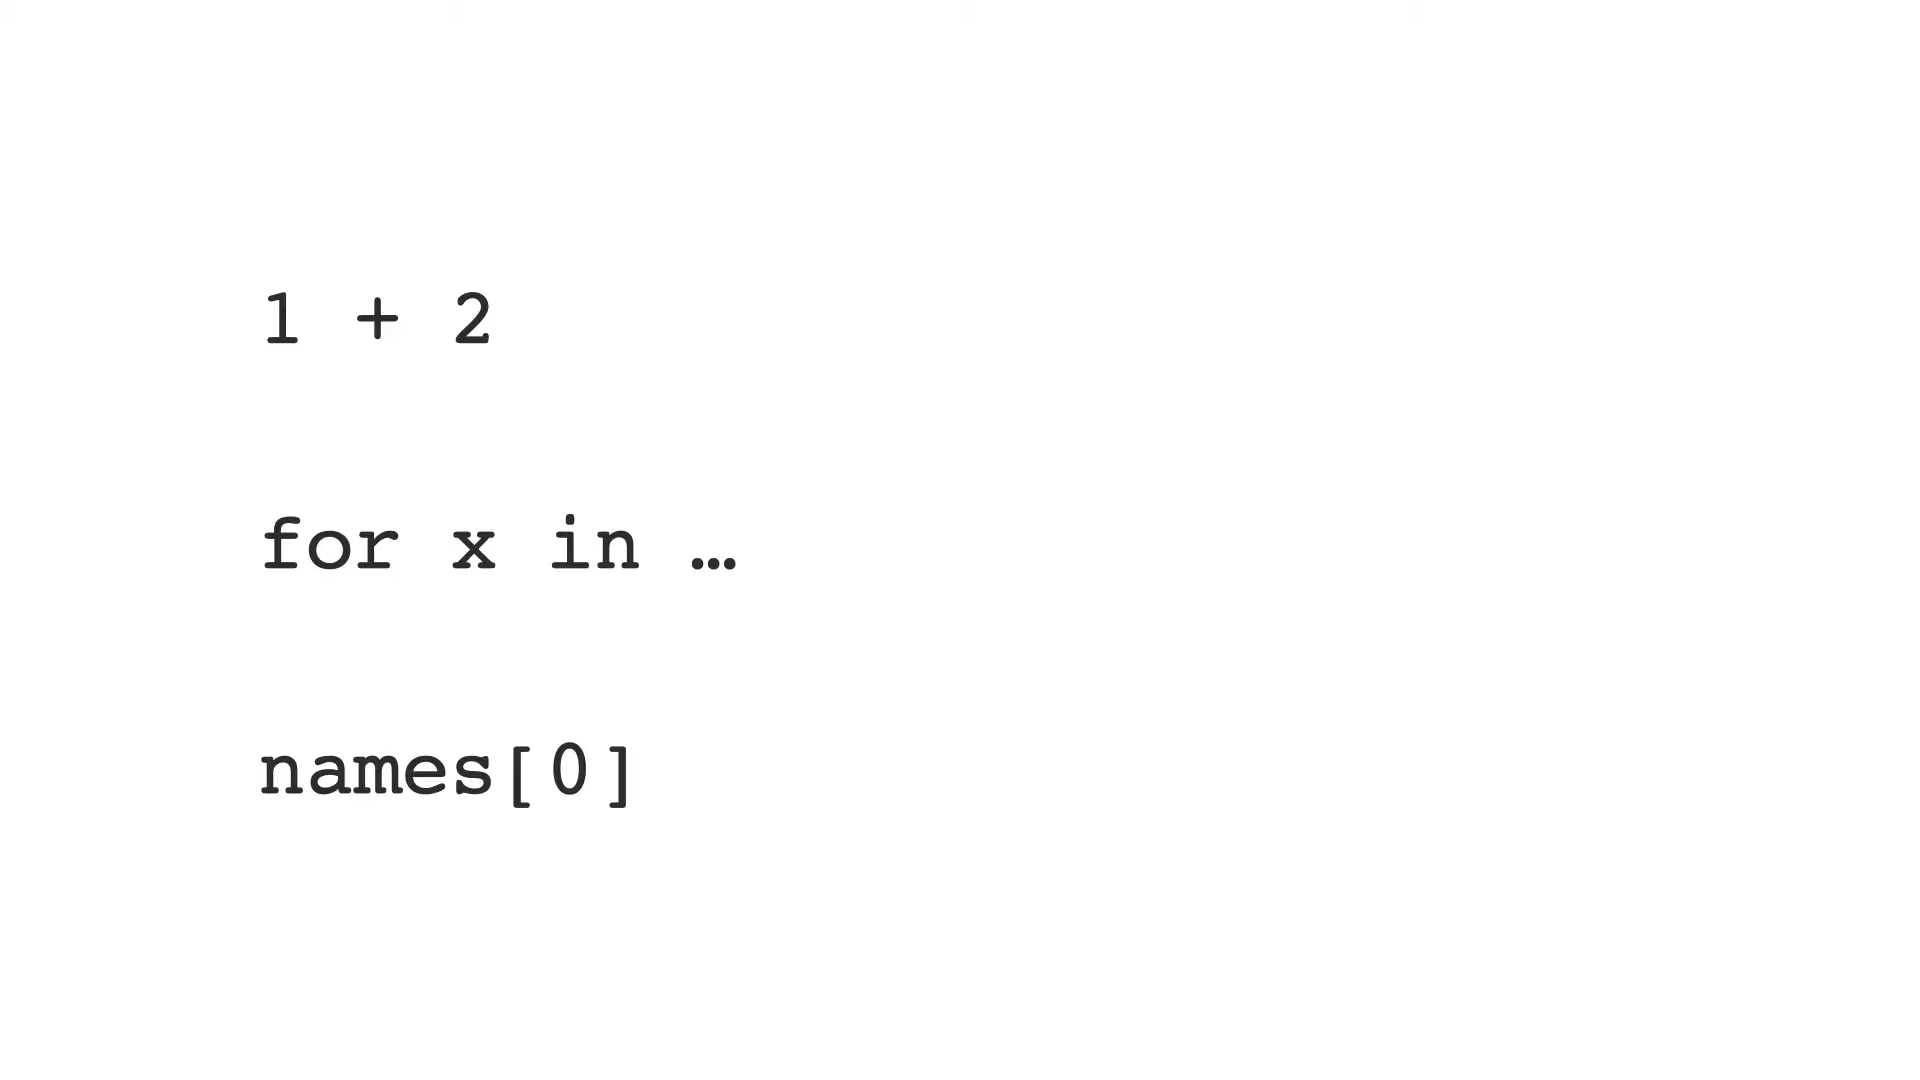 1 + 2
for x in …
names[0]